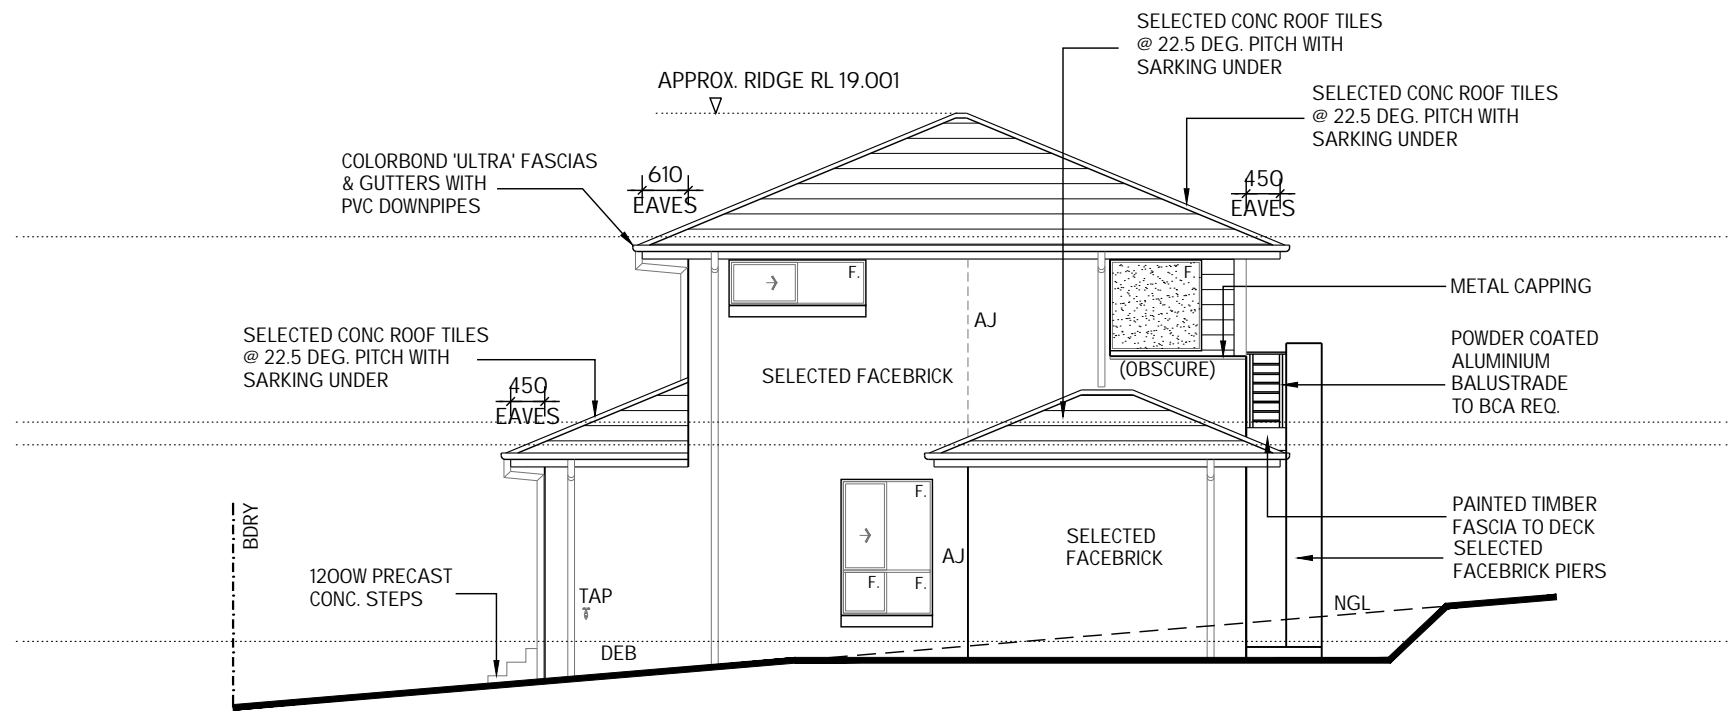 SELECTED CONC ROOF TILES
@ 22.5 DEG. PITCH WITH
SARKING UNDER
APPROX. RIDGE RL 19.001
SELECTED CONC ROOF TILES
@ 22.5 DEG. PITCH WITH
SARKING UNDER
COLORBOND 'ULTRA' FASCIAS
& GUTTERS WITH
PVC DOWNPIPES
610
EAVES
450
EAVES
F.
F.
METAL CAPPING
AJ
SELECTED CONC ROOF TILES
@ 22.5 DEG. PITCH WITH
SARKING UNDER
POWDER COATED
ALUMINIUM
BALUSTRADE
TO BCA REQ.
(OBSCURE)
SELECTED FACEBRICK
450
EAVES
F.
BDRY
PAINTED TIMBER
FASCIA TO DECK
SELECTED
FACEBRICK
AJ
SELECTED
FACEBRICK PIERS
1200W PRECAST
CONC. STEPS
F.
F.
TAP
NGL
DEB